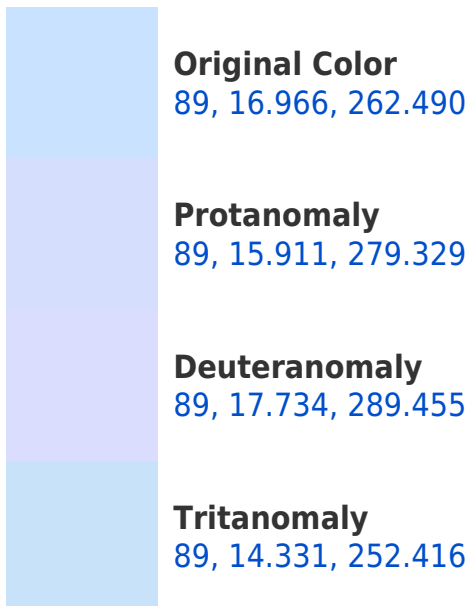 Original Color
89, 16.966, 262.490
Protanomaly
89, 15.911, 279.329
Deuteranomaly
89, 17.734, 289.455
Tritanomaly
89, 14.331, 252.416